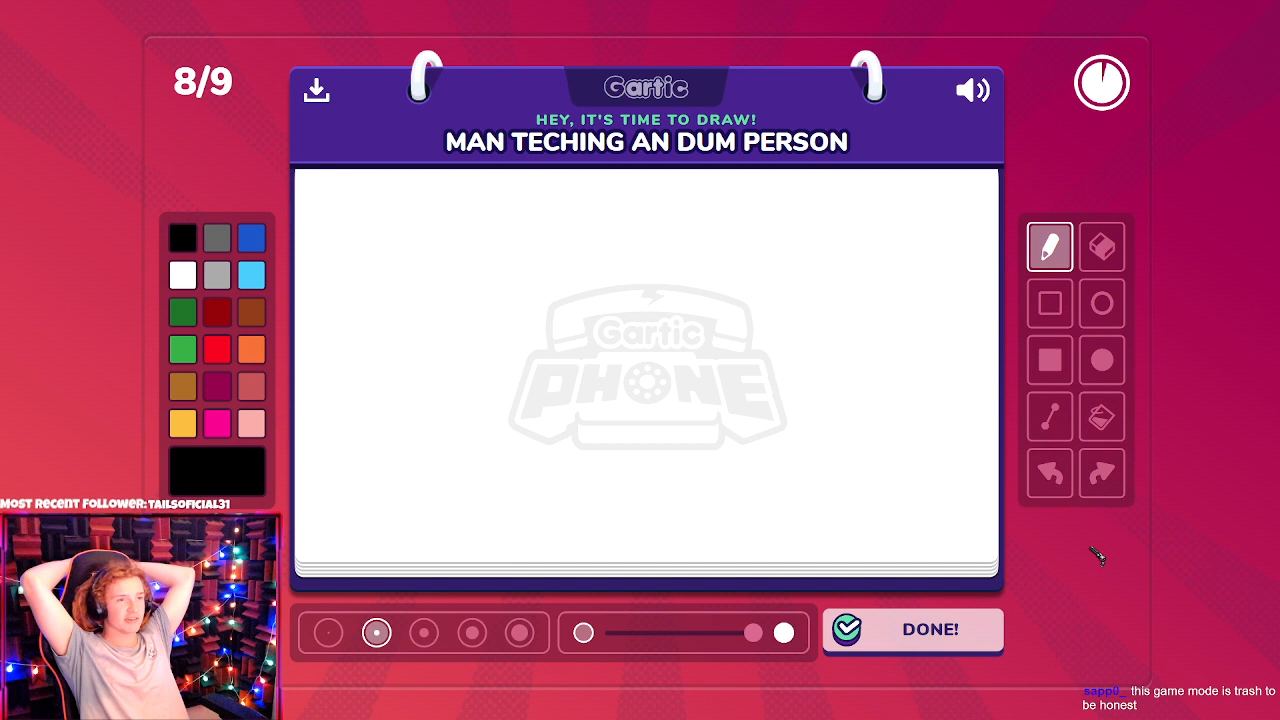 8/9
Gartic
HEY, IT'S TIME TO DRAW!
MAN TECHING AN DUM PERSON
Gartic
PHONE
MOST RECENT FOLLOWER: TAILSOFICIAL31
DONE!
sapp0_ this game mode is trash to
be honest